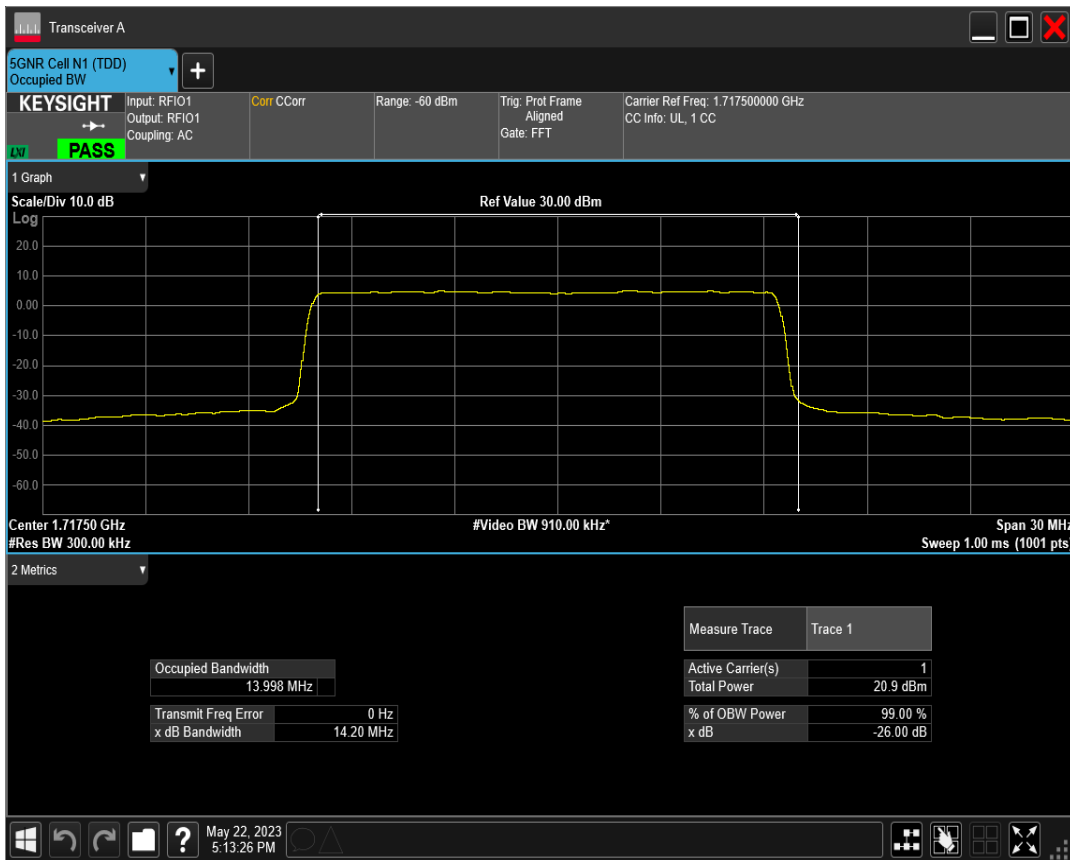 Transceiver A
5GNR Cell N1 (TDD)
Occupied BW
+
KEYSIGHT
LXI
PASS
Input: RFIO1
Output: RFIO1
Coupling: AC
Corr CCorr
Range: -60 dBm
Trig: Prot Frame
Aligned
Gate: FFT
Carrier Ref Freq: 1.717500000 GHz
CC Info: UL, 1 CC
1 Graph
Scale/Div 10.0 dB
Ref Value 30.00 dBm
Log
20.0
10.0
0.00
-10.0
-20.0
-30.0
-40.0
-50.0
-60.0
Center 1.71750 GHz
#Video BW 910.00 kHz*
Span 30 MHz
#Res BW 300.00 kHz
Sweep 1.00 ms (1001 pts)
2 Metrics
Measure Trace Trace 1
Occupied Bandwidth
13.998 MHz
Active Carrier(s) 1
Total Power 20.9 dBm
Transmit Freq Error 0 Hz
x dB Bandwidth 14.20 MHz
% of OBW Power 99.00 %
x dB -26.00 dB
?
May 22, 2023
5:13:26 PM